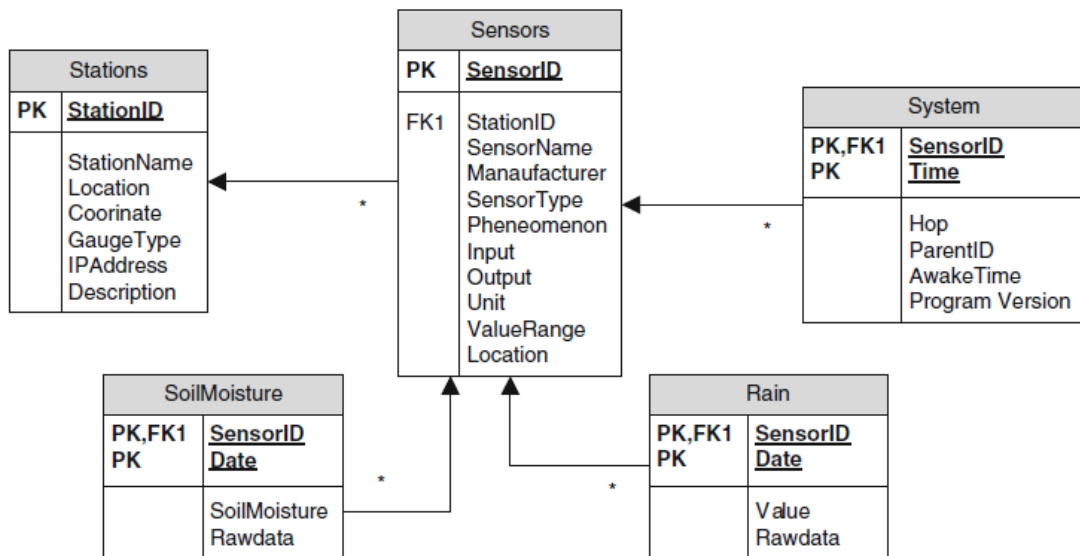 Stations
PK StationID
StationName
Location
Coorinate
GaugeType
IPAddress
Description
*
Sensors
PK SensorID
FK1 StationID
SensorName
Manaufacturer
SensorType
Pheneomenon
Input
Output
Unit
ValueRange
Location
*
System
PK,FK1 SensorID
PK Time
Hop
ParentID
AwakeTime
Program Version
SoilMoisture
PK,FK1 SensorID
PK Date
SoilMoisture
Rawdata
*
Rain
PK,FK1 SensorID
PK Date
Value
Rawdata
*